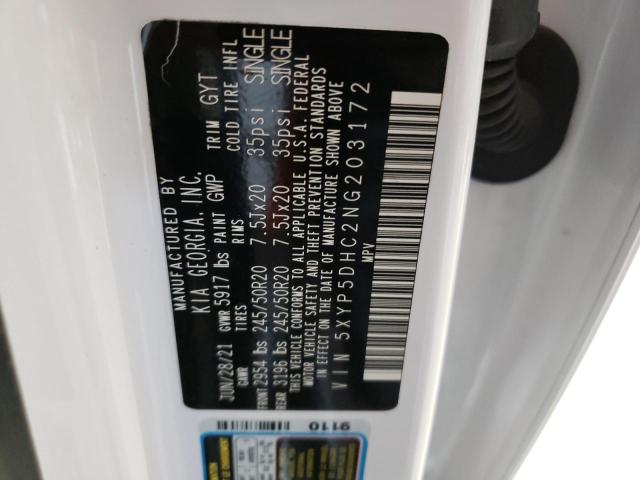 MANUFACTURED BY
KIA GEORGIA, INC.
JUN/28/21 GVWR 5917 lbs PAINT GWP TRIM GYT
GAWR TIRES RIMS COLD TIRE INFL
FRONT 2954 lbs 245/50R20 7.5Jx20 35psi SINGLE
REAR 3196 lbs 245/50R20 7.5Jx20 35psi SINGLE
THIS VEHICLE CONFORMS TO ALL APPLICABLE U.S.A. FEDERAL
MOTOR VEHICLE SAFETY AND THEFT PREVENTION STANDARDS
IN EFFECT ON THE DATE OF MANUFACTURE SHOWN ABOVE
VIN 5XYP5DHC2NG203172
MPV
9110